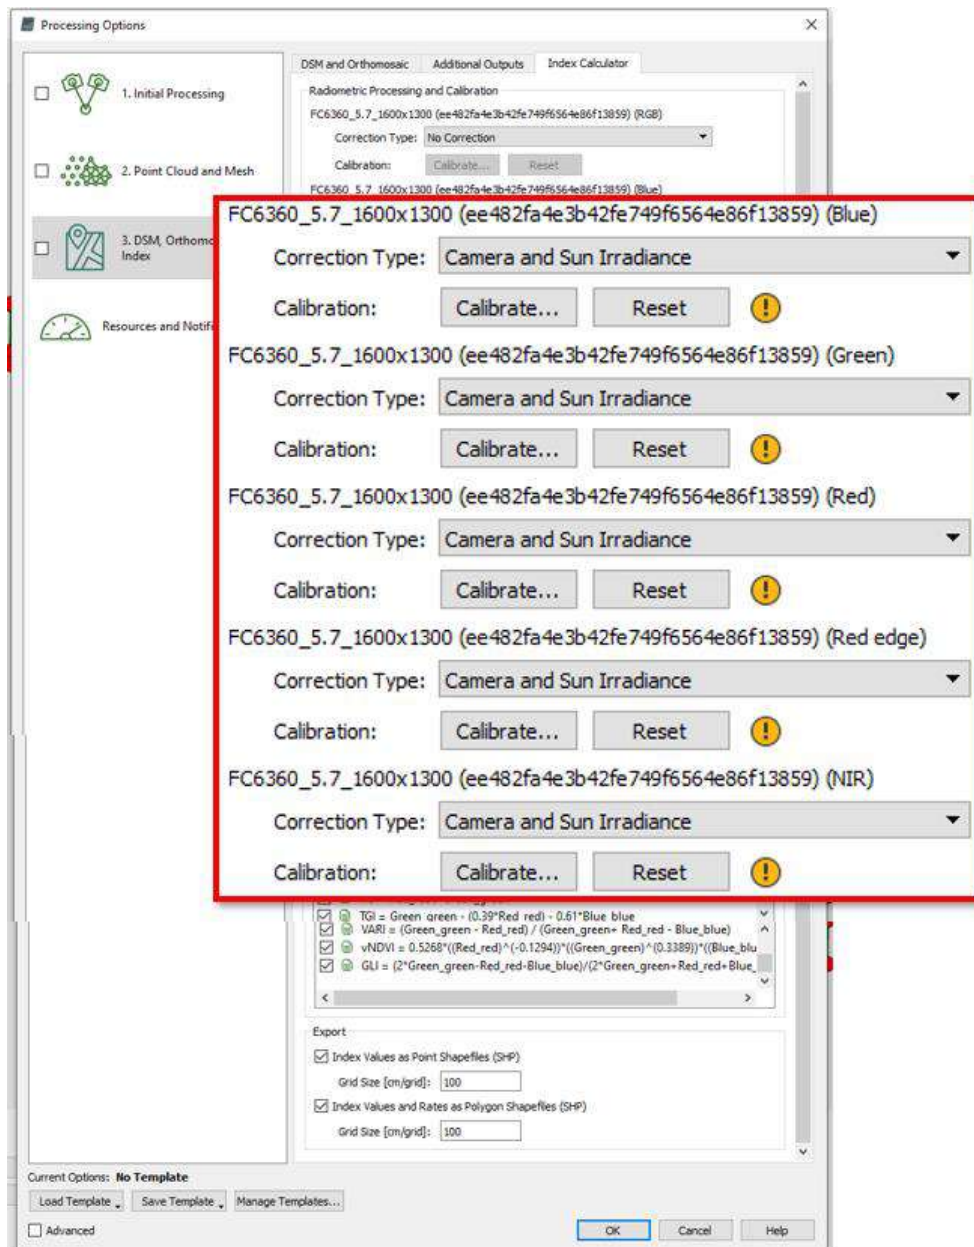 Processing Options
1. Initial Processing
2. Point Cloud and Mesh
3. DSM, Orthomo
Index
Resources and Notifi
DSM and Orthomosaic Additional Outputs Index Calculator
Radiometric Processing and Calibration
FC6360_5.7_1600x1300 (ee482fa4e3b42fe749f6564e86f13859) (RGB)
Correction Type: No Correction
Calibration: Calibrate... Reset
FC6360_5.7_1600x1300 (ee482fa4e3b42fe749f6564e86f13859) (Blue)
FC6360_5.7_1600x1300 (ee482fa4e3b42fe749f6564e86f13859) (Blue)
Correction Type: Camera and Sun Irradiance
Calibration: Calibrate... Reset
FC6360_5.7_1600x1300 (ee482fa4e3b42fe749f6564e86f13859) (Green)
Correction Type: Camera and Sun Irradiance
Calibration: Calibrate... Reset
FC6360_5.7_1600x1300 (ee482fa4e3b42fe749f6564e86f13859) (Red)
Correction Type: Camera and Sun Irradiance
Calibration: Calibrate... Reset
FC6360_5.7_1600x1300 (ee482fa4e3b42fe749f6564e86f13859) (Red edge)
Correction Type: Camera and Sun Irradiance
Calibration: Calibrate... Reset
FC6360_5.7_1600x1300 (ee482fa4e3b42fe749f6564e86f13859) (NIR)
Correction Type: Camera and Sun Irradiance
Calibration: Calibrate... Reset
TGI = Green_green - (0.39*Red_red) - 0.61*Blue_blue
VARI = (Green_green - Red_red) / (Green_green+ Red_red - Blue_blue)
vNDVI = 0.5268*((Red_red)^(-0.1294))*((Green_green)^(0.3389))*((Blue_blu
GLI = (2*Green_green-Red_red-Blue_blue)/(2*Green_green+Red_red+Blue_
Export
Index Values as Point Shapefiles (SHP)
Grid Size [cm/grid]: 100
Index Values and Rates as Polygon Shapefiles (SHP)
Grid Size [cm/grid]: 100
Current Options: No Template
Load Template Save Template Manage Templates...
Advanced OK Cancel Help